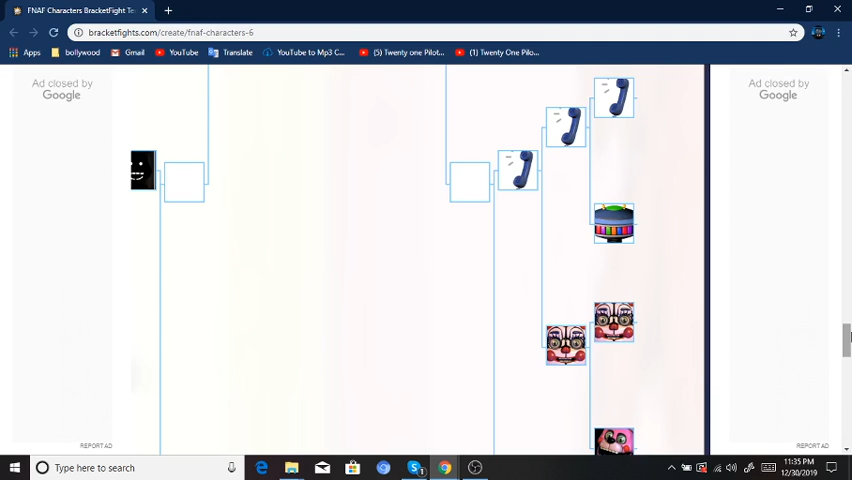 FNAF Characters BracketFight Te
bracketfights.com/create/fnaf-characters-6
Apps bollywood Gmail YouTube Translate YouTube to Mp3 C... (5) Twenty one Pilot... (1) Twenty One Pilo...
Ad closed by Google
Ad closed by Google
REPORT AD
REPORT AD
Type here to search
S 1
11:35 PM
12/30/2019